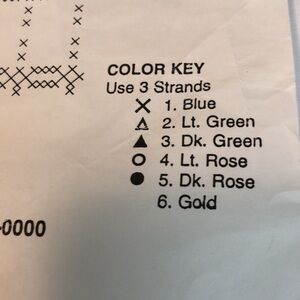 COLOR KEY
Use 3 Strands
1. Blue
2. Lt. Green
3. Dk. Green
4. Lt. Rose
5. Dk. Rose
6. Gold
-0000